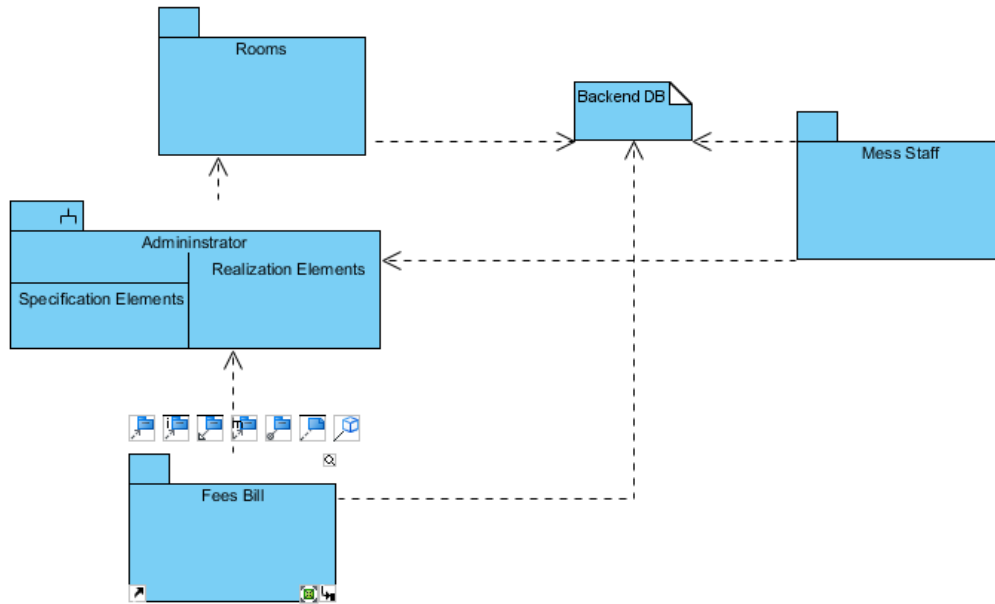 Rooms
Backend DB
Mess Staff
Admininstrator
Realization Elements
Specification Elements
i
m
Fees Bill